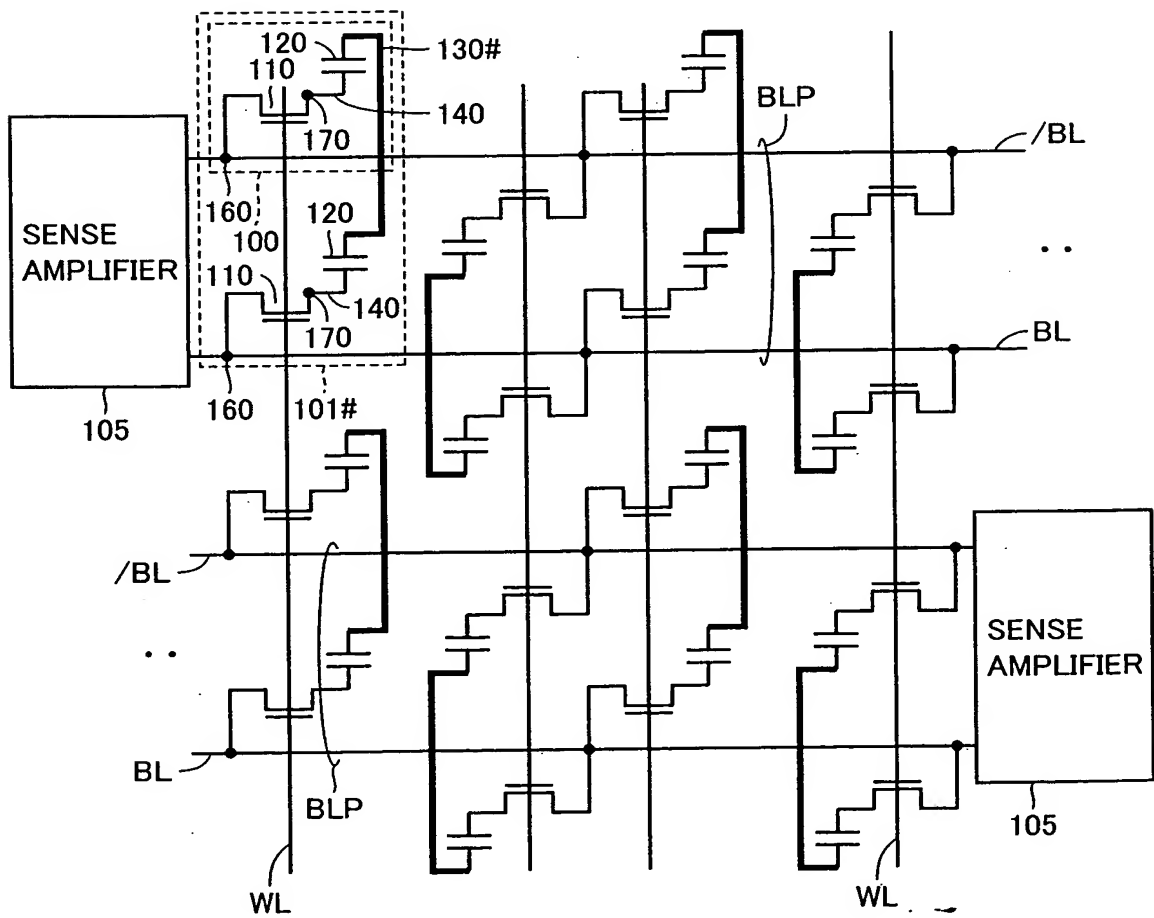 120
130#
110
140
170
160
100
120
110
140
170
160
101#
SENSE
AMPLIFIER
105
BLP
/BL
BL
/BL
BL
BLP
WL
WL
SENSE
AMPLIFIER
105